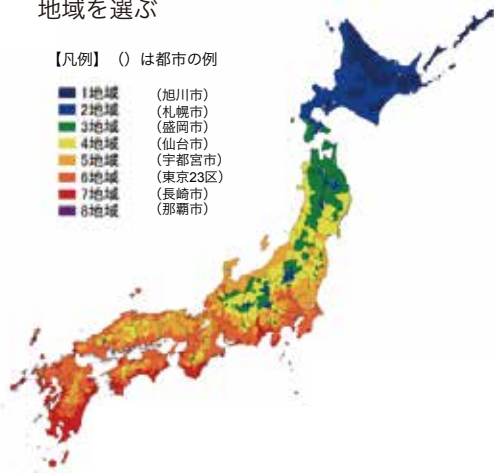 地域を選ぶ
【凡例】（）は都市の例
1地域 （旭川市）
2地域 （札幌市）
3地域 （盛岡市）
4地域 （仙台市）
5地域 （宇都宮市）
6地域 （東京23区）
7地域 （長崎市）
8地域 （那覇市）